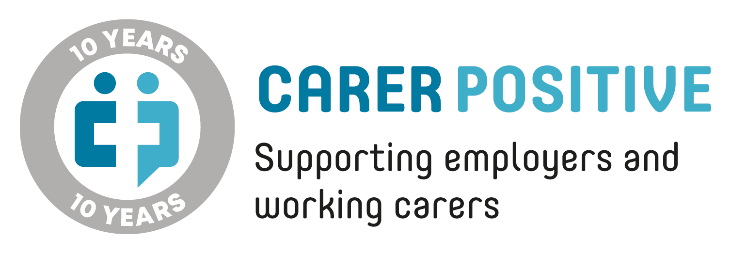 10 YEARS
10 YEARS
CARER POSITIVE
Supporting employers and
working carers